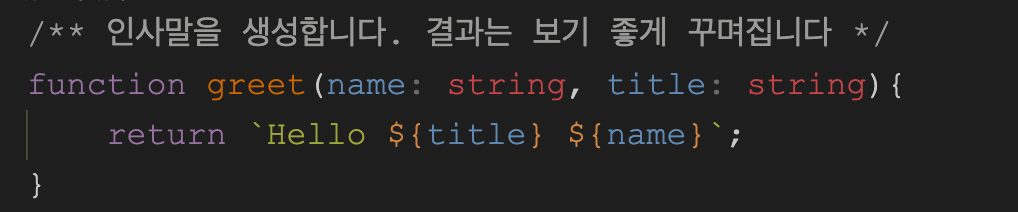 /** 인사말을 생성합니다. 결과는 보기 좋게 꾸며집니다 */
function greet(name: string, title: string){
    return `Hello ${title} ${name}`;
}